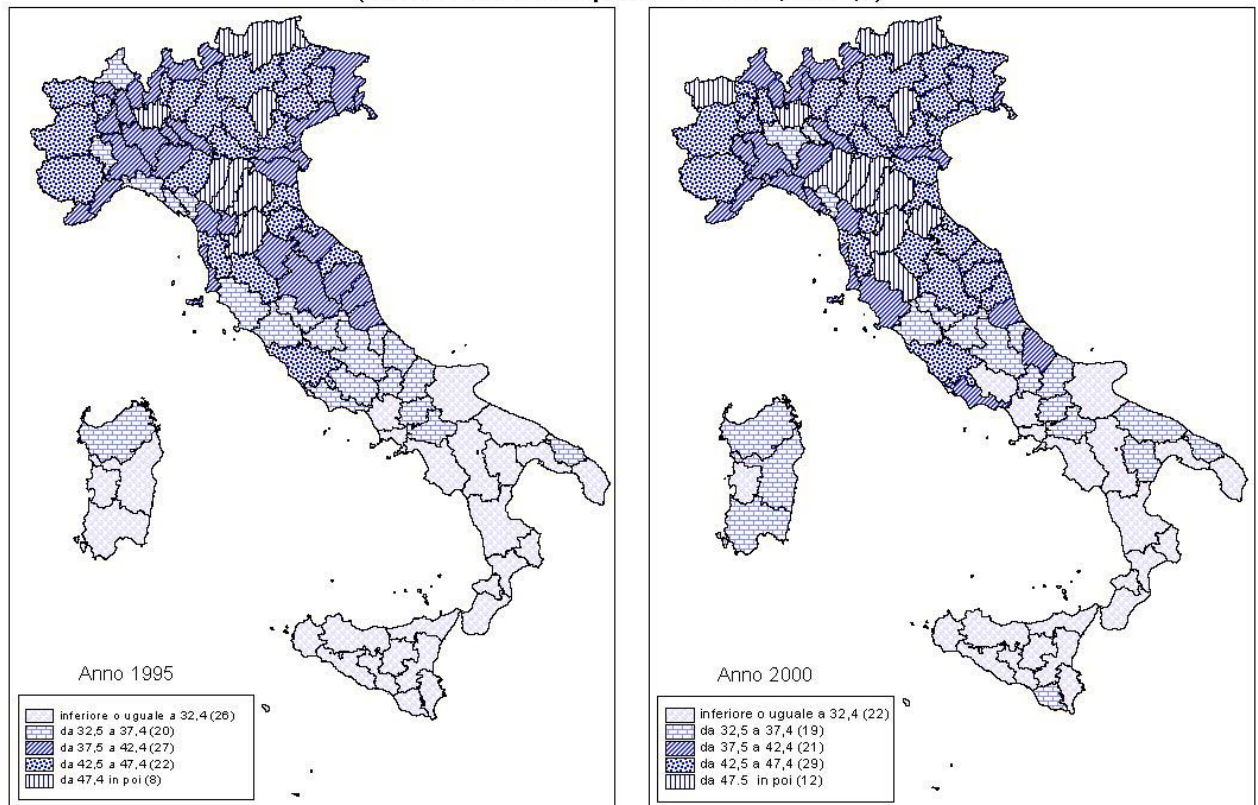 Anno 1995
inferiore o uguale a 32,4 (26)
da 32,5 a 37,4 (20)
da 37,5 a 42,4 (27)
da 42,5 a 47,4 (22)
da 47,4 in poi (8)
Anno 2000
inferiore o uguale a 32,4 (22)
da 32,5 a 37,4 (19)
da 37,5 a 42,4 (21)
da 42,5 a 47,4 (29)
da 47.5 in poi (12)